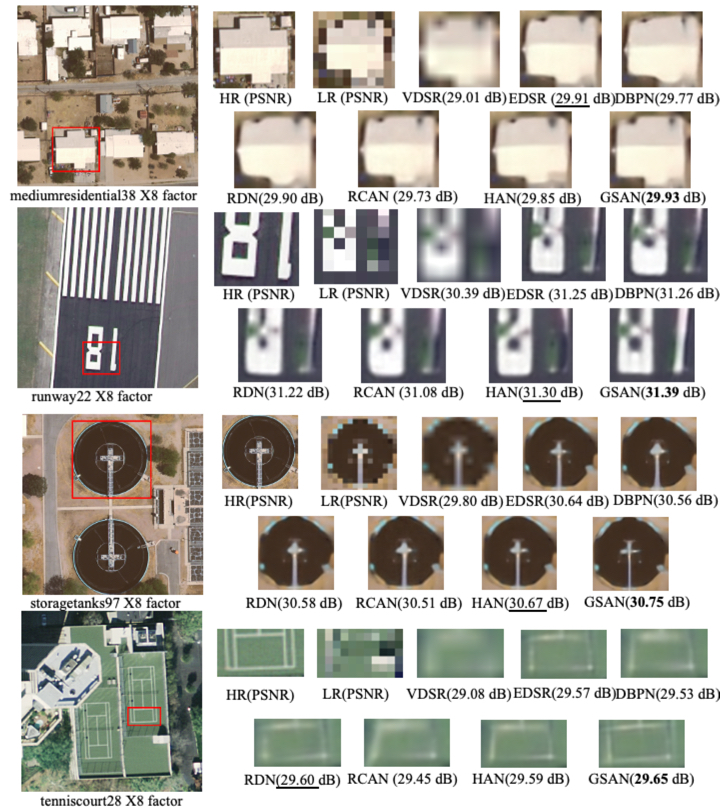 HR (PSNR) LR (PSNR) VDSR(29.01 dB) EDSR (29.91 dB)DBPN(29.77 dB)
RDN(29.90 dB) RCAN (29.73 dB) HAN(29.85 dB) GSAN(29.93 dB)
mediumresidential38 X8 factor
81
HR (PSNR) LR (PSNR) VDSR(30.39 dB) EDSR (31.25 dB) DBPN(31.26 dB)
RDN(31.22 dB) RCAN (31.08 dB) HAN(31.30 dB) GSAN(31.39 dB)
runway22 X8 factor
HR(PSNR) LR(PSNR) VDSR(29.80 dB) EDSR(30.64 dB) DBPN(30.56 dB)
RDN(30.58 dB) RCAN(30.51 dB) HAN(30.67 dB) GSAN(30.75 dB)
storagetanks97 X8 factor
HR(PSNR) LR(PSNR) VDSR(29.08 dB) EDSR(29.57 dB)DBPN(29.53 dB)
RDN(29.60 dB) RCAN (29.45 dB) HAN(29.59 dB) GSAN(29.65 dB)
tenniscourt28 X8 factor